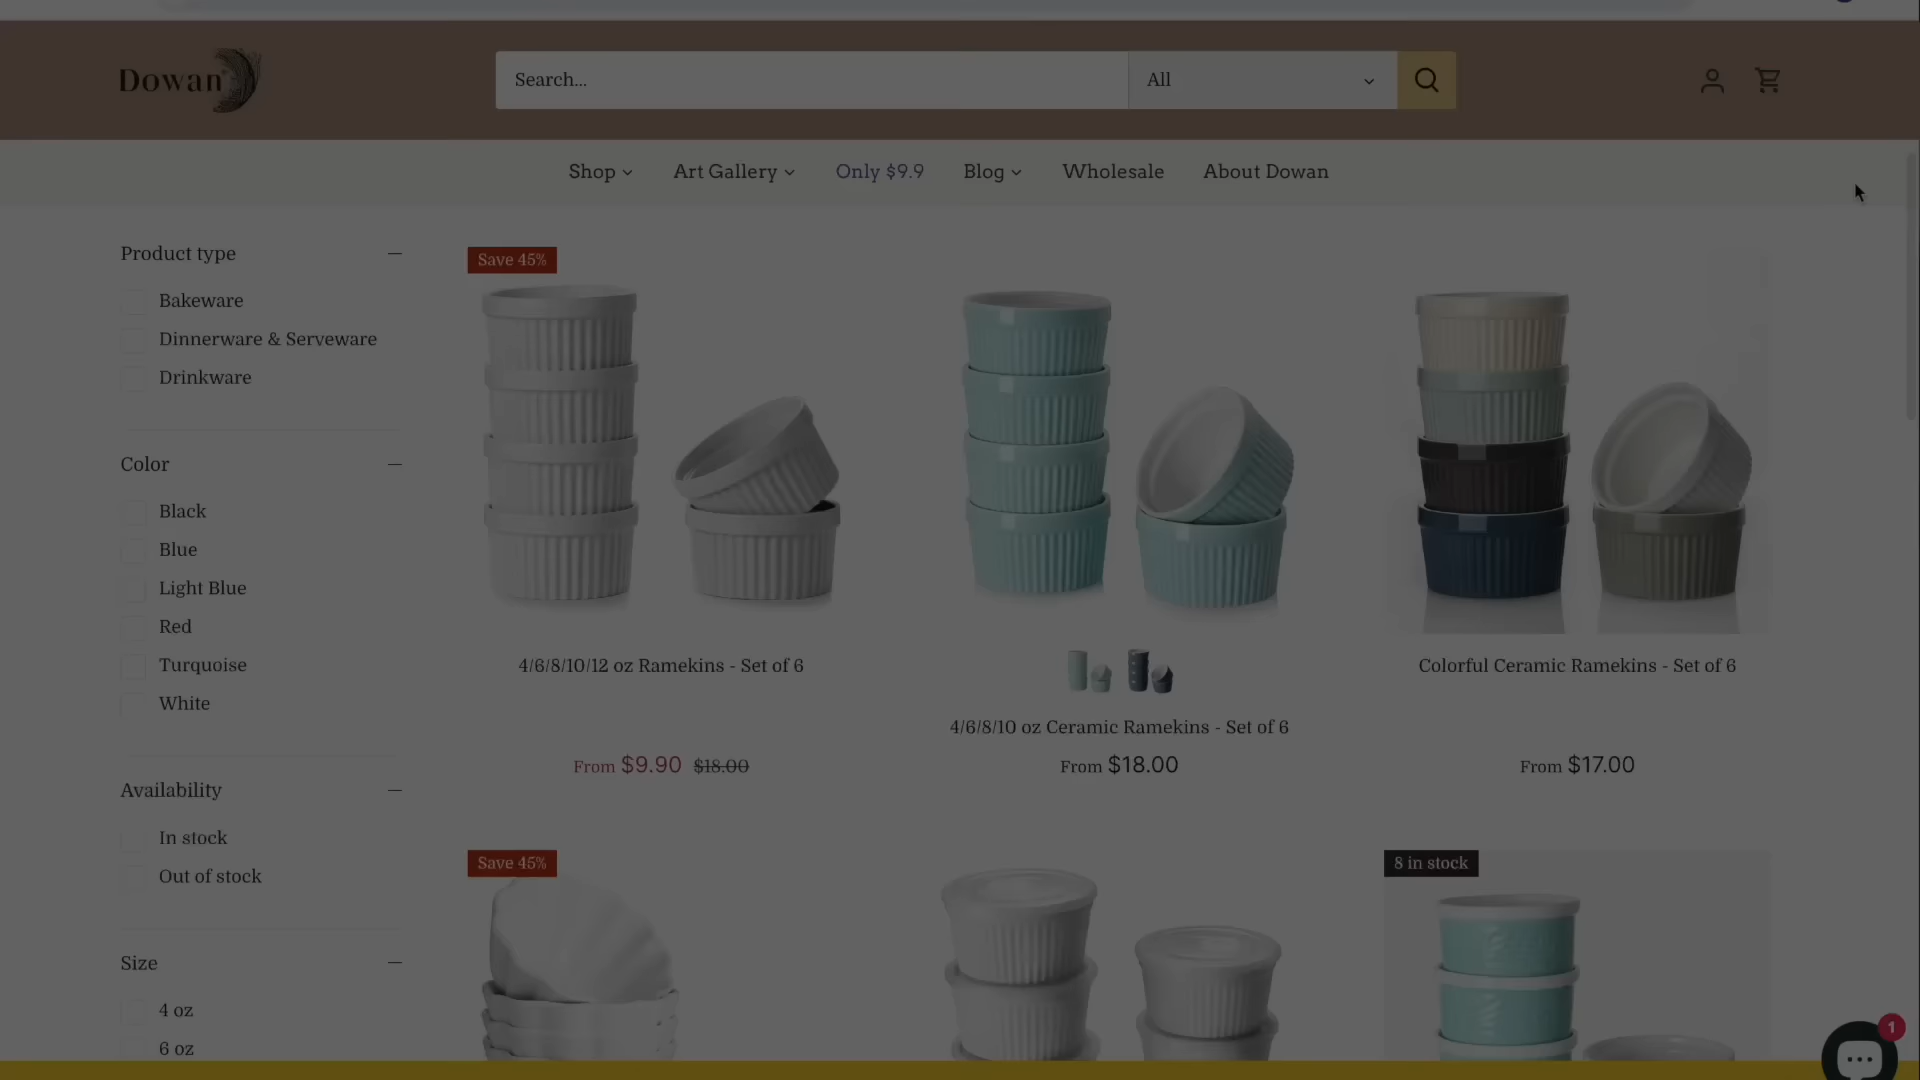 Dowan
Search...
All
Shop
Art Gallery
Only $9.9
Blog
Wholesale
About Dowan
Product type
Bakeware
Dinnerware & Serveware
Drinkware
Color
Black
Blue
Light Blue
Red
Turquoise
White
Availability
In stock
Out of stock
Size
4 oz
6 oz
Save 45%
4/6/8/10/12 oz Ramekins - Set of 6
From $9.90 $18.00
4/6/8/10 oz Ceramic Ramekins - Set of 6
From $18.00
Colorful Ceramic Ramekins - Set of 6
From $17.00
Save 45%
8 in stock
1